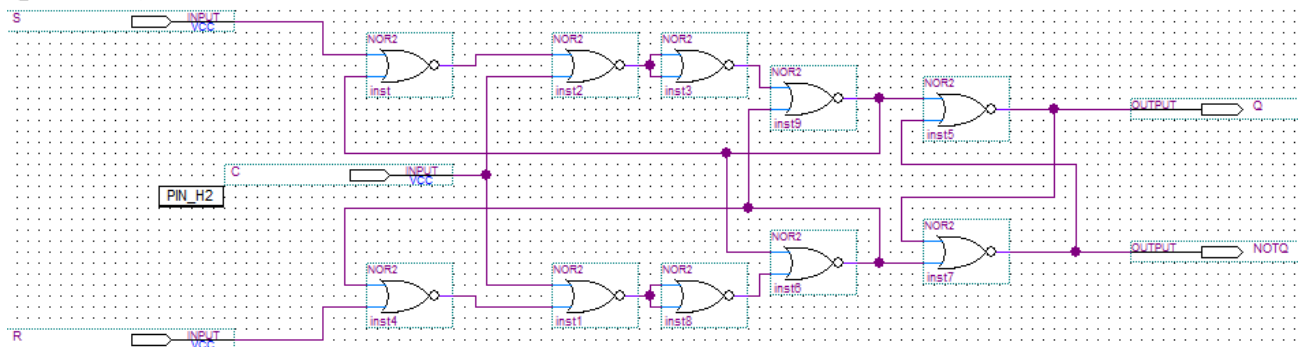 S INPUT
VCC
NOR2 NOR2 NOR2
NOR2 NOR2
inst inst2 inst3
OUTPUT Q
inst9 inst5
C INPUT
VCC
PIN_H2
NOR2 NOR2
OUTPUT NOTQ
NOR2 NOR2 NOR2
inst6 inst7
inst4 inst1 inst8
R INPUT
VCC